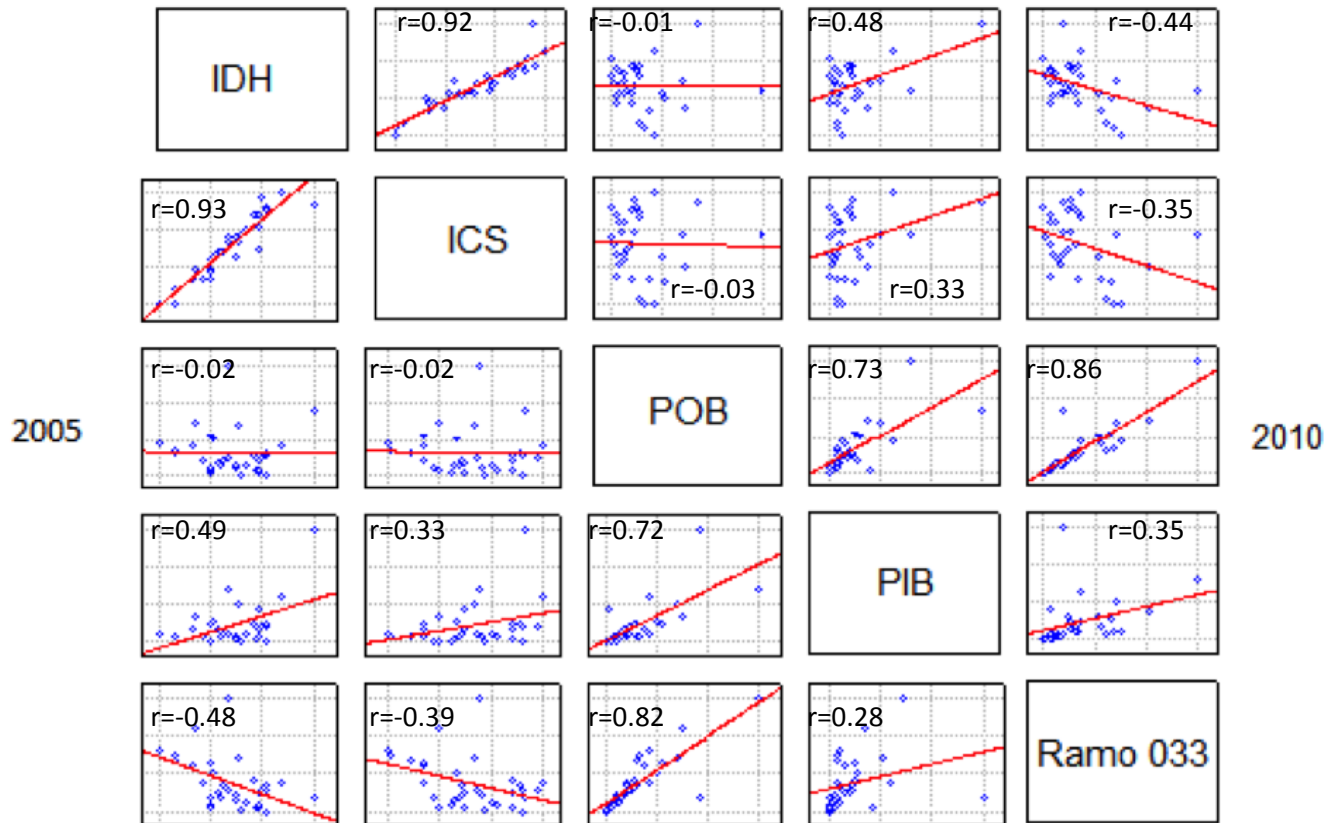 IDH
r=0.92
r=-0.01
r=0.48
r=-0.44
r=0.93
ICS
r=-0.03
r=0.33
r=-0.35
2005
r=-0.02
r=-0.02
POB
r=0.73
r=0.86
2010
r=0.49
r=0.33
r=0.72
PIB
r=0.35
r=-0.48
r=-0.39
r=0.82
r=0.28
Ramo 033